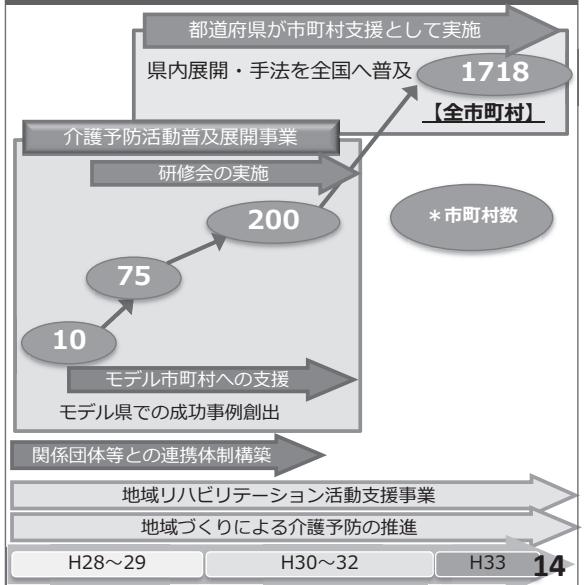 都道府県が市町村支援として実施
県内展開・手法を全国へ普及
1718
【全市町村】
介護予防活動普及展開事業
研修会の実施
200
＊市町村数
75
10
モデル市町村への支援
モデル県での成功事例創出
関係団体等との連携体制構築
地域リハビリテーション活動支援事業
地域づくりによる介護予防の推進
H28～29
H30～32
H33
14